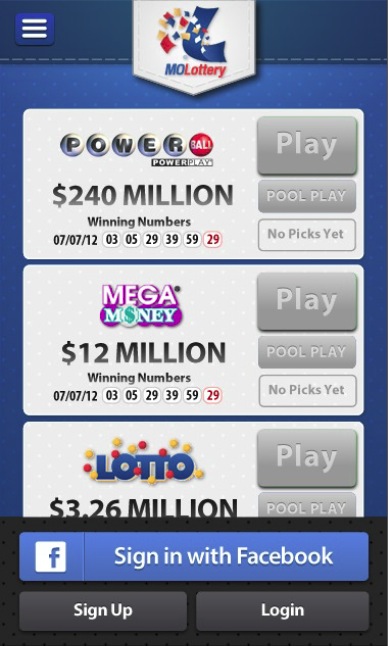 MOLottery
POWERBALL
POWERPLAY
Play
$240 MILLION
POOL PLAY
Winning Numbers
07/07/12 03 05 29 39 59 29
No Picks Yet
MEGA
MONEY
Play
$12 MILLION
POOL PLAY
Winning Numbers
07/07/12 03 05 29 39 59 29
No Picks Yet
LOTTO
Play
$3.26 MILLION
POOL PLAY
f Sign in with Facebook
Sign Up
Login